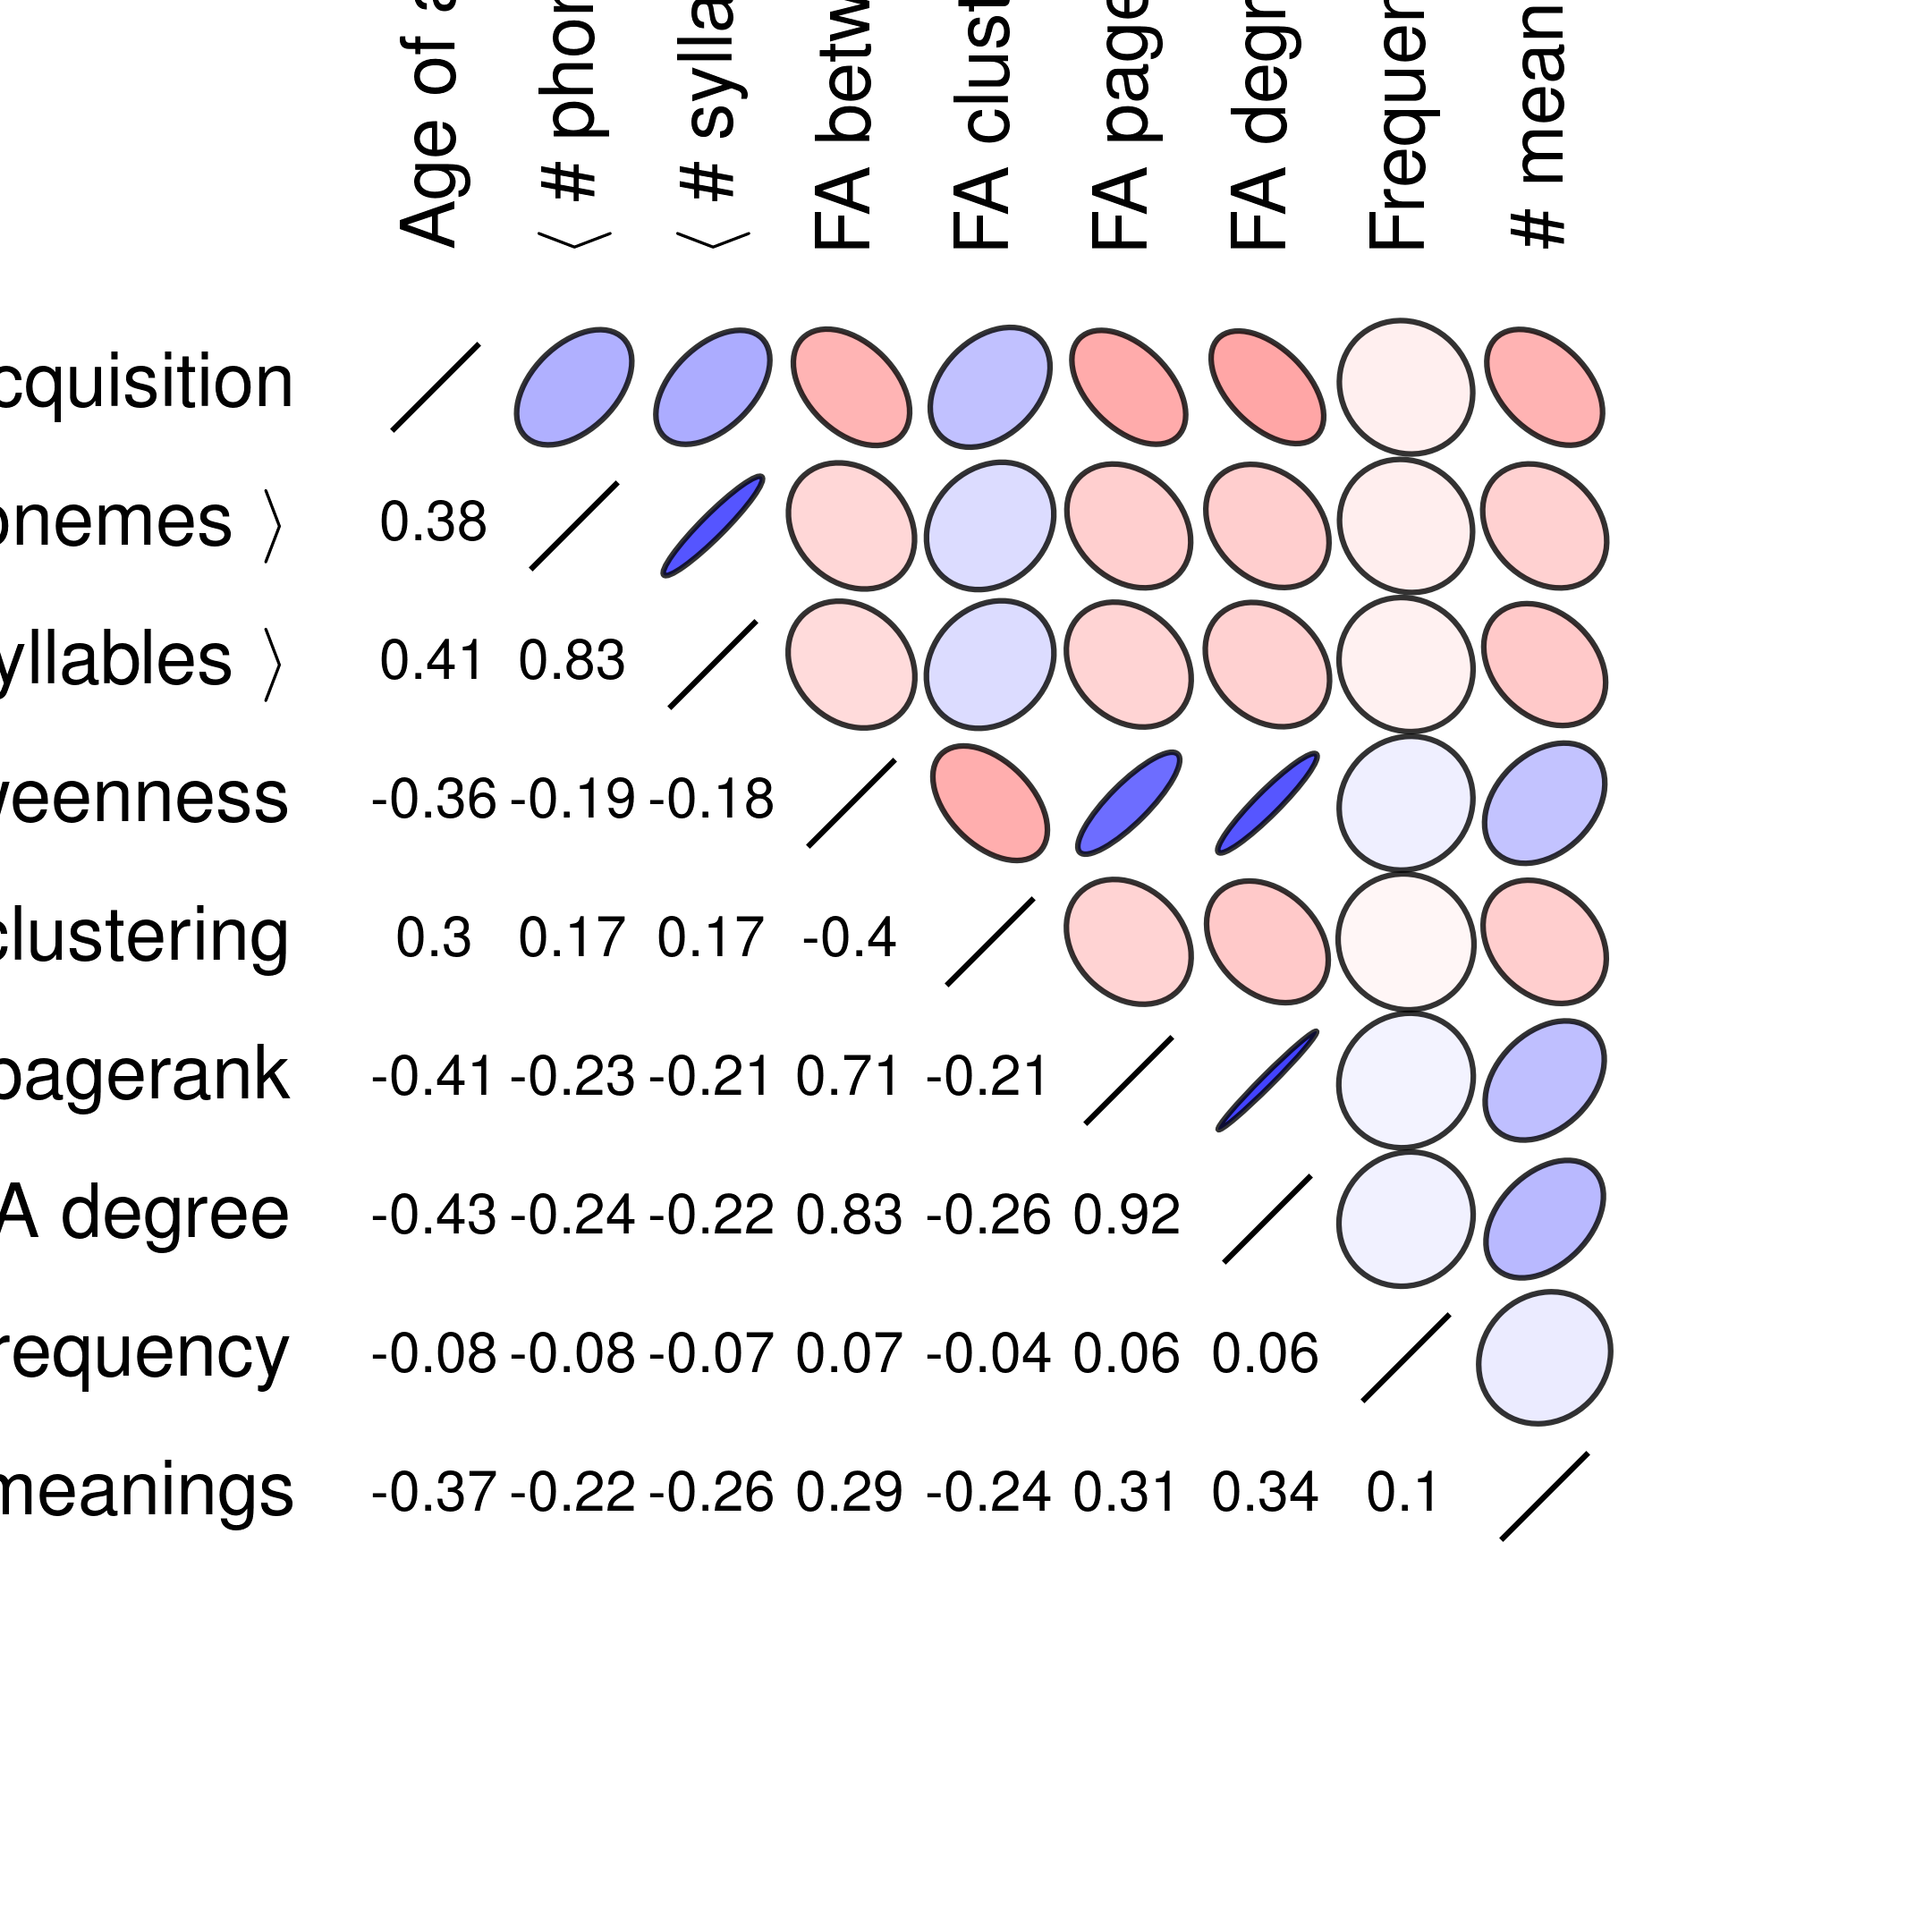 Age of a
⟨ # phon
⟨ # sylla
FA betw
FA clust
FA page
FA degr
Frequen
# mean
cquisition
onemes ⟩ 0.38
yllables ⟩ 0.41 0.83
veenness -0.36 -0.19 -0.18
clustering 0.3 0.17 0.17 -0.4
pagerank -0.41 -0.23 -0.21 0.71 -0.21
A degree -0.43 -0.24 -0.22 0.83 -0.26 0.92
requency -0.08 -0.08 -0.07 0.07 -0.04 0.06 0.06
meanings -0.37 -0.22 -0.26 0.29 -0.24 0.31 0.34 0.1